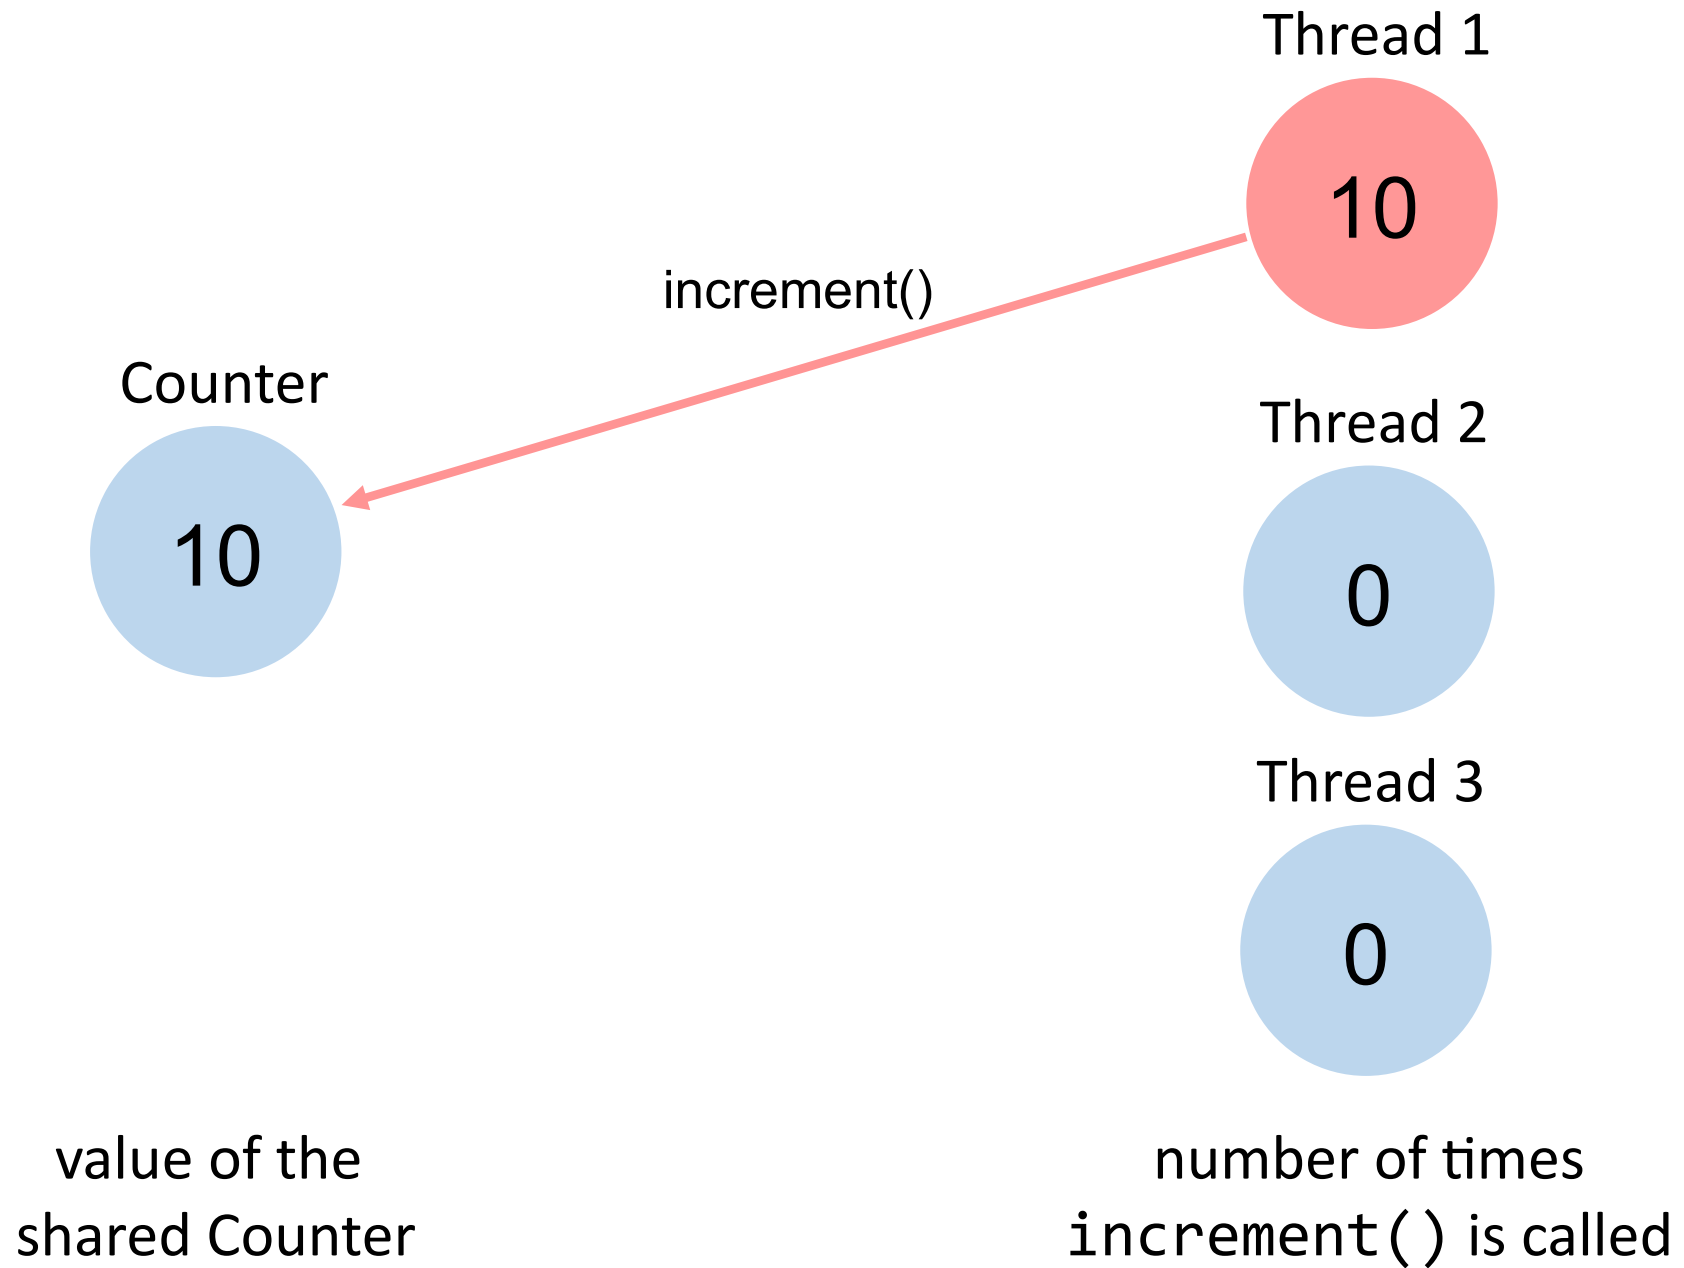 Thread 1
10
increment()
Counter
10
Thread 2
0
Thread 3
0
value of the
shared Counter
number of times
increment() is called